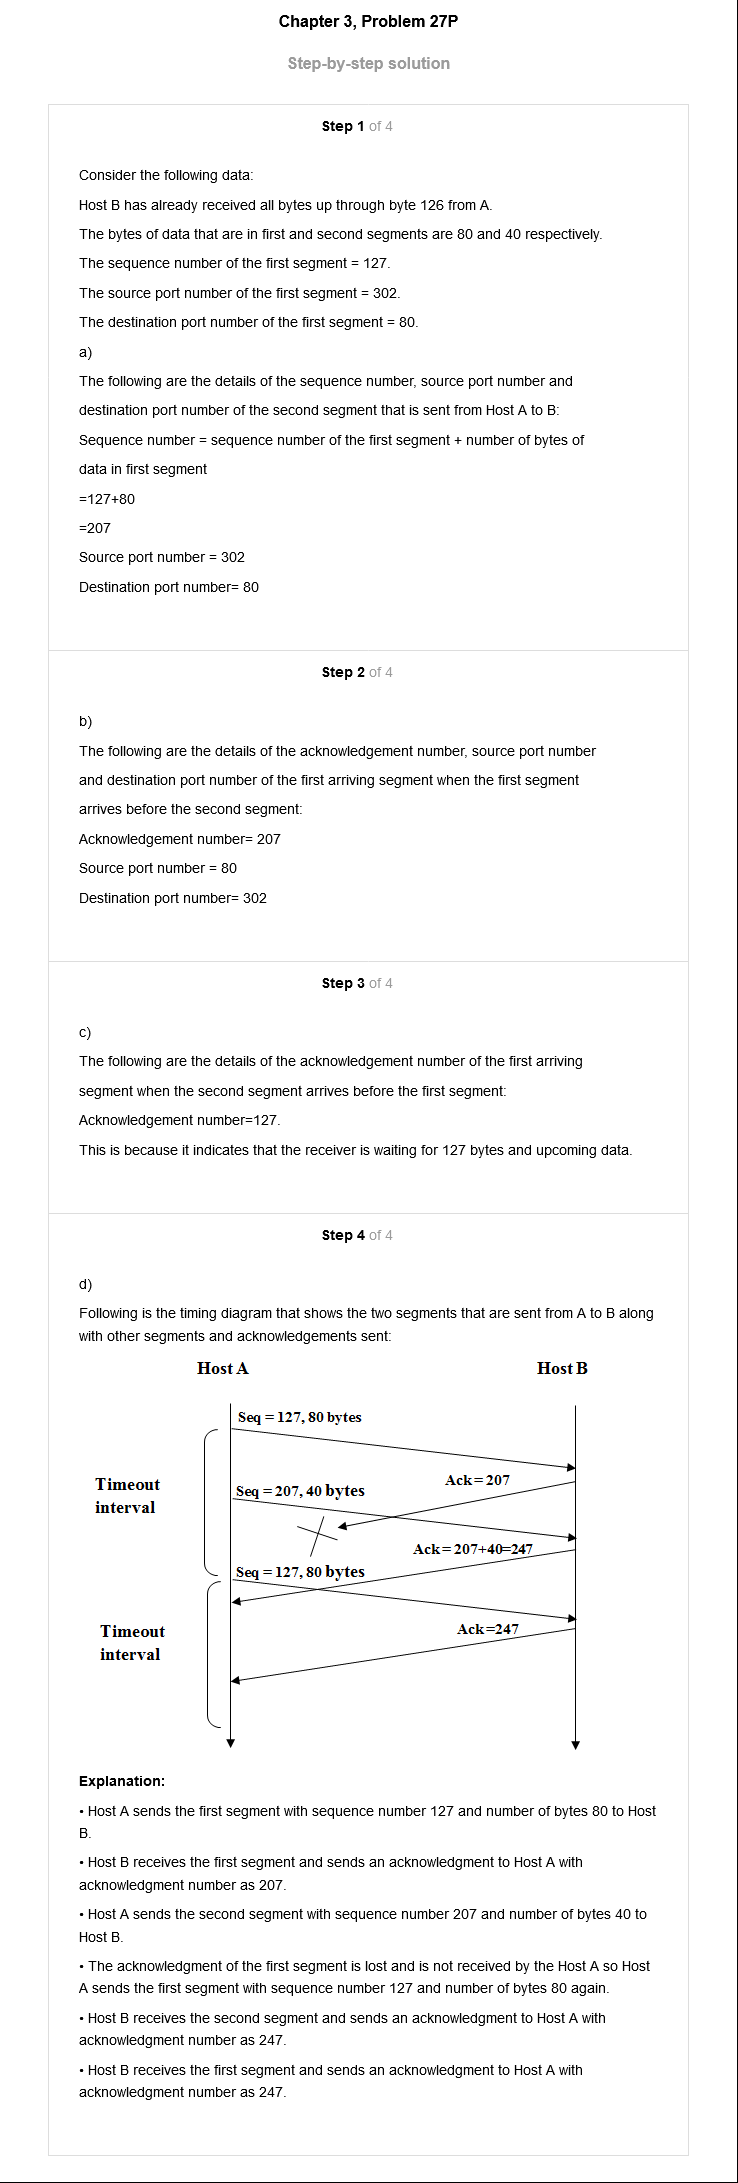 Chapter 3, Problem 27P
Step-by-step solution
Step 1 of 4
Consider the following data:
Host B has already received all bytes up through byte 126 from A.
The bytes of data that are in first and second segments are 80 and 40 respectively.
The sequence number of the first segment = 127.
The source port number of the first segment = 302.
The destination port number of the first segment = 80.
a)
The following are the details of the sequence number, source port number and
destination port number of the second segment that is sent from Host A to B:
Sequence number = sequence number of the first segment + number of bytes of
data in first segment
=127+80
=207
Source port number = 302
Destination port number= 80
Step 2 of 4
b)
The following are the details of the acknowledgement number, source port number
and destination port number of the first arriving segment when the first segment
arrives before the second segment:
Acknowledgement number= 207
Source port number = 80
Destination port number= 302
Step 3 of 4
c)
The following are the details of the acknowledgement number of the first arriving
segment when the second segment arrives before the first segment:
Acknowledgement number=127.
This is because it indicates that the receiver is waiting for 127 bytes and upcoming data.
Step 4 of 4
d)
Following is the timing diagram that shows the two segments that are sent from A to B along
with other segments and acknowledgements sent:
Host A Host B
Seq = 127, 80 bytes
Ack= 207
Timeout
interval
Seq = 207, 40 bytes
Ack= 207+40=247
Seq = 127, 80 bytes
Ack=247
Timeout
interval
Explanation:
• Host A sends the first segment with sequence number 127 and number of bytes 80 to Host
B.
• Host B receives the first segment and sends an acknowledgment to Host A with
acknowledgment number as 207.
• Host A sends the second segment with sequence number 207 and number of bytes 40 to
Host B.
• The acknowledgment of the first segment is lost and is not received by the Host A so Host
A sends the first segment with sequence number 127 and number of bytes 80 again.
• Host B receives the second segment and sends an acknowledgment to Host A with
acknowledgment number as 247.
• Host B receives the first segment and sends an acknowledgment to Host A with
acknowledgment number as 247.